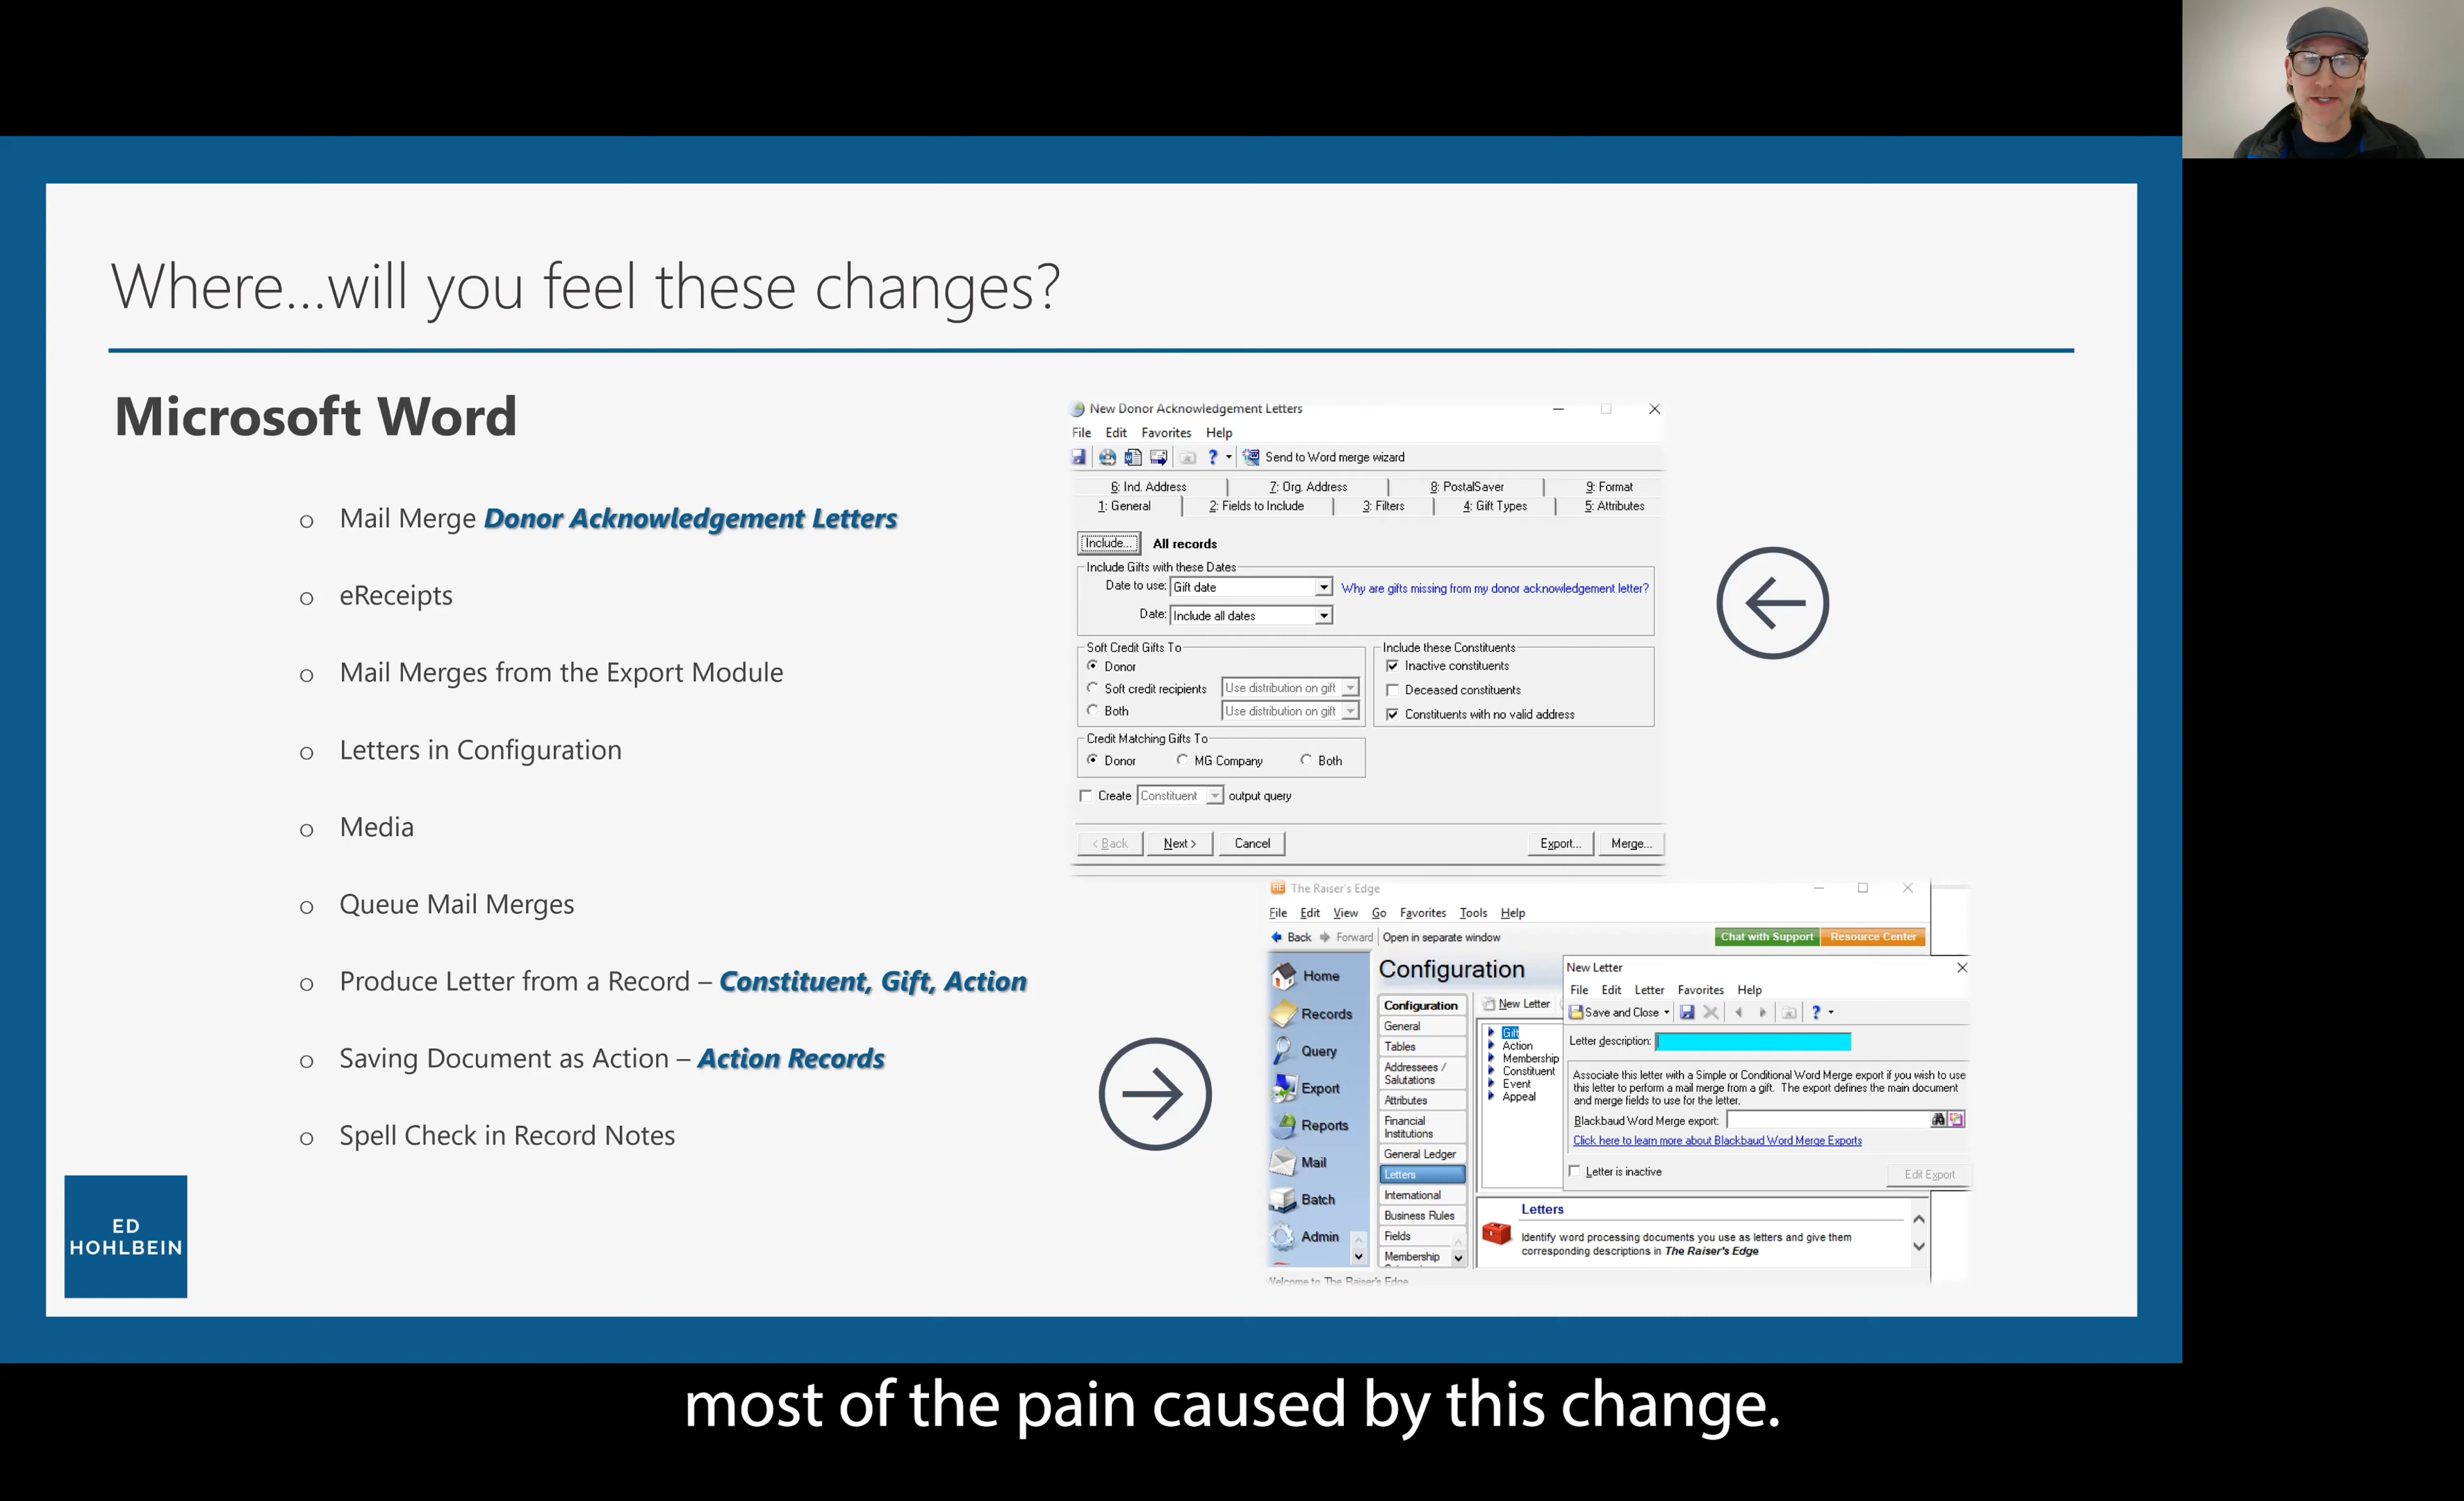 Where...will you feel these changes?
Microsoft Word
o Mail Merge Donor Acknowledgement Letters
o eReceipts
o Mail Merges from the Export Module
o Letters in Configuration
o Media
o Queue Mail Merges
o Produce Letter from a Record – Constituent, Gift, Action
o Saving Document as Action – Action Records
o Spell Check in Record Notes
ED
HOHLBEIN
New Donor Acknowledgement Letters
File Edit Favorites Help
? Send to Word merge wizard
6: Ind. Address 7: Org. Address 8: PostalSaver 9: Format
1: General 2: Fields to Include 3: Filters 4: Gift Types 5: Attributes
Include... All records
Include Gifts with these Dates
Date to use: Gift date Why are gifts missing from my donor acknowledgement letter?
Date: Include all dates
Soft Credit Gifts To
Donor
Soft credit recipients Use distribution on gift
Both Use distribution on gift
Include these Constituents
Inactive constituents
Deceased constituents
Constituents with no valid address
Credit Matching Gifts To
Donor MG Company Both
Create Constituent output query
< Back Next > Cancel Export... Merge...
RE The Raiser's Edge
File Edit View Go Favorites Tools Help
Back Forward Open in separate window Chat with Support Resource Center
Home
Records
Query
Export
Reports
Mail
Batch
Admin
Configuration
Configuration
General
Tables
Addressees /
Salutations
Attributes
Financial
Institutions
General Ledger
Letters
International
Business Rules
Fields
Membership
New Letter
Gift
Action
Membership
Constituent
Event
Appeal
New Letter
File Edit Letter Favorites Help
Save and Close ?
Letter description:
Associate this letter with a Simple or Conditional Word Merge export if you wish to use
this letter to perform a mail merge from a gift. The export defines the main document
and merge fields to use for the letter.
Blackbaud Word Merge export:
Click here to learn more about Blackbaud Word Merge Exports
Letter is inactive Edit Export
Letters
Identify word processing documents you use as letters and give them
corresponding descriptions in The Raiser's Edge
Welcome to The Raiser's Edge
most of the pain caused by this change.